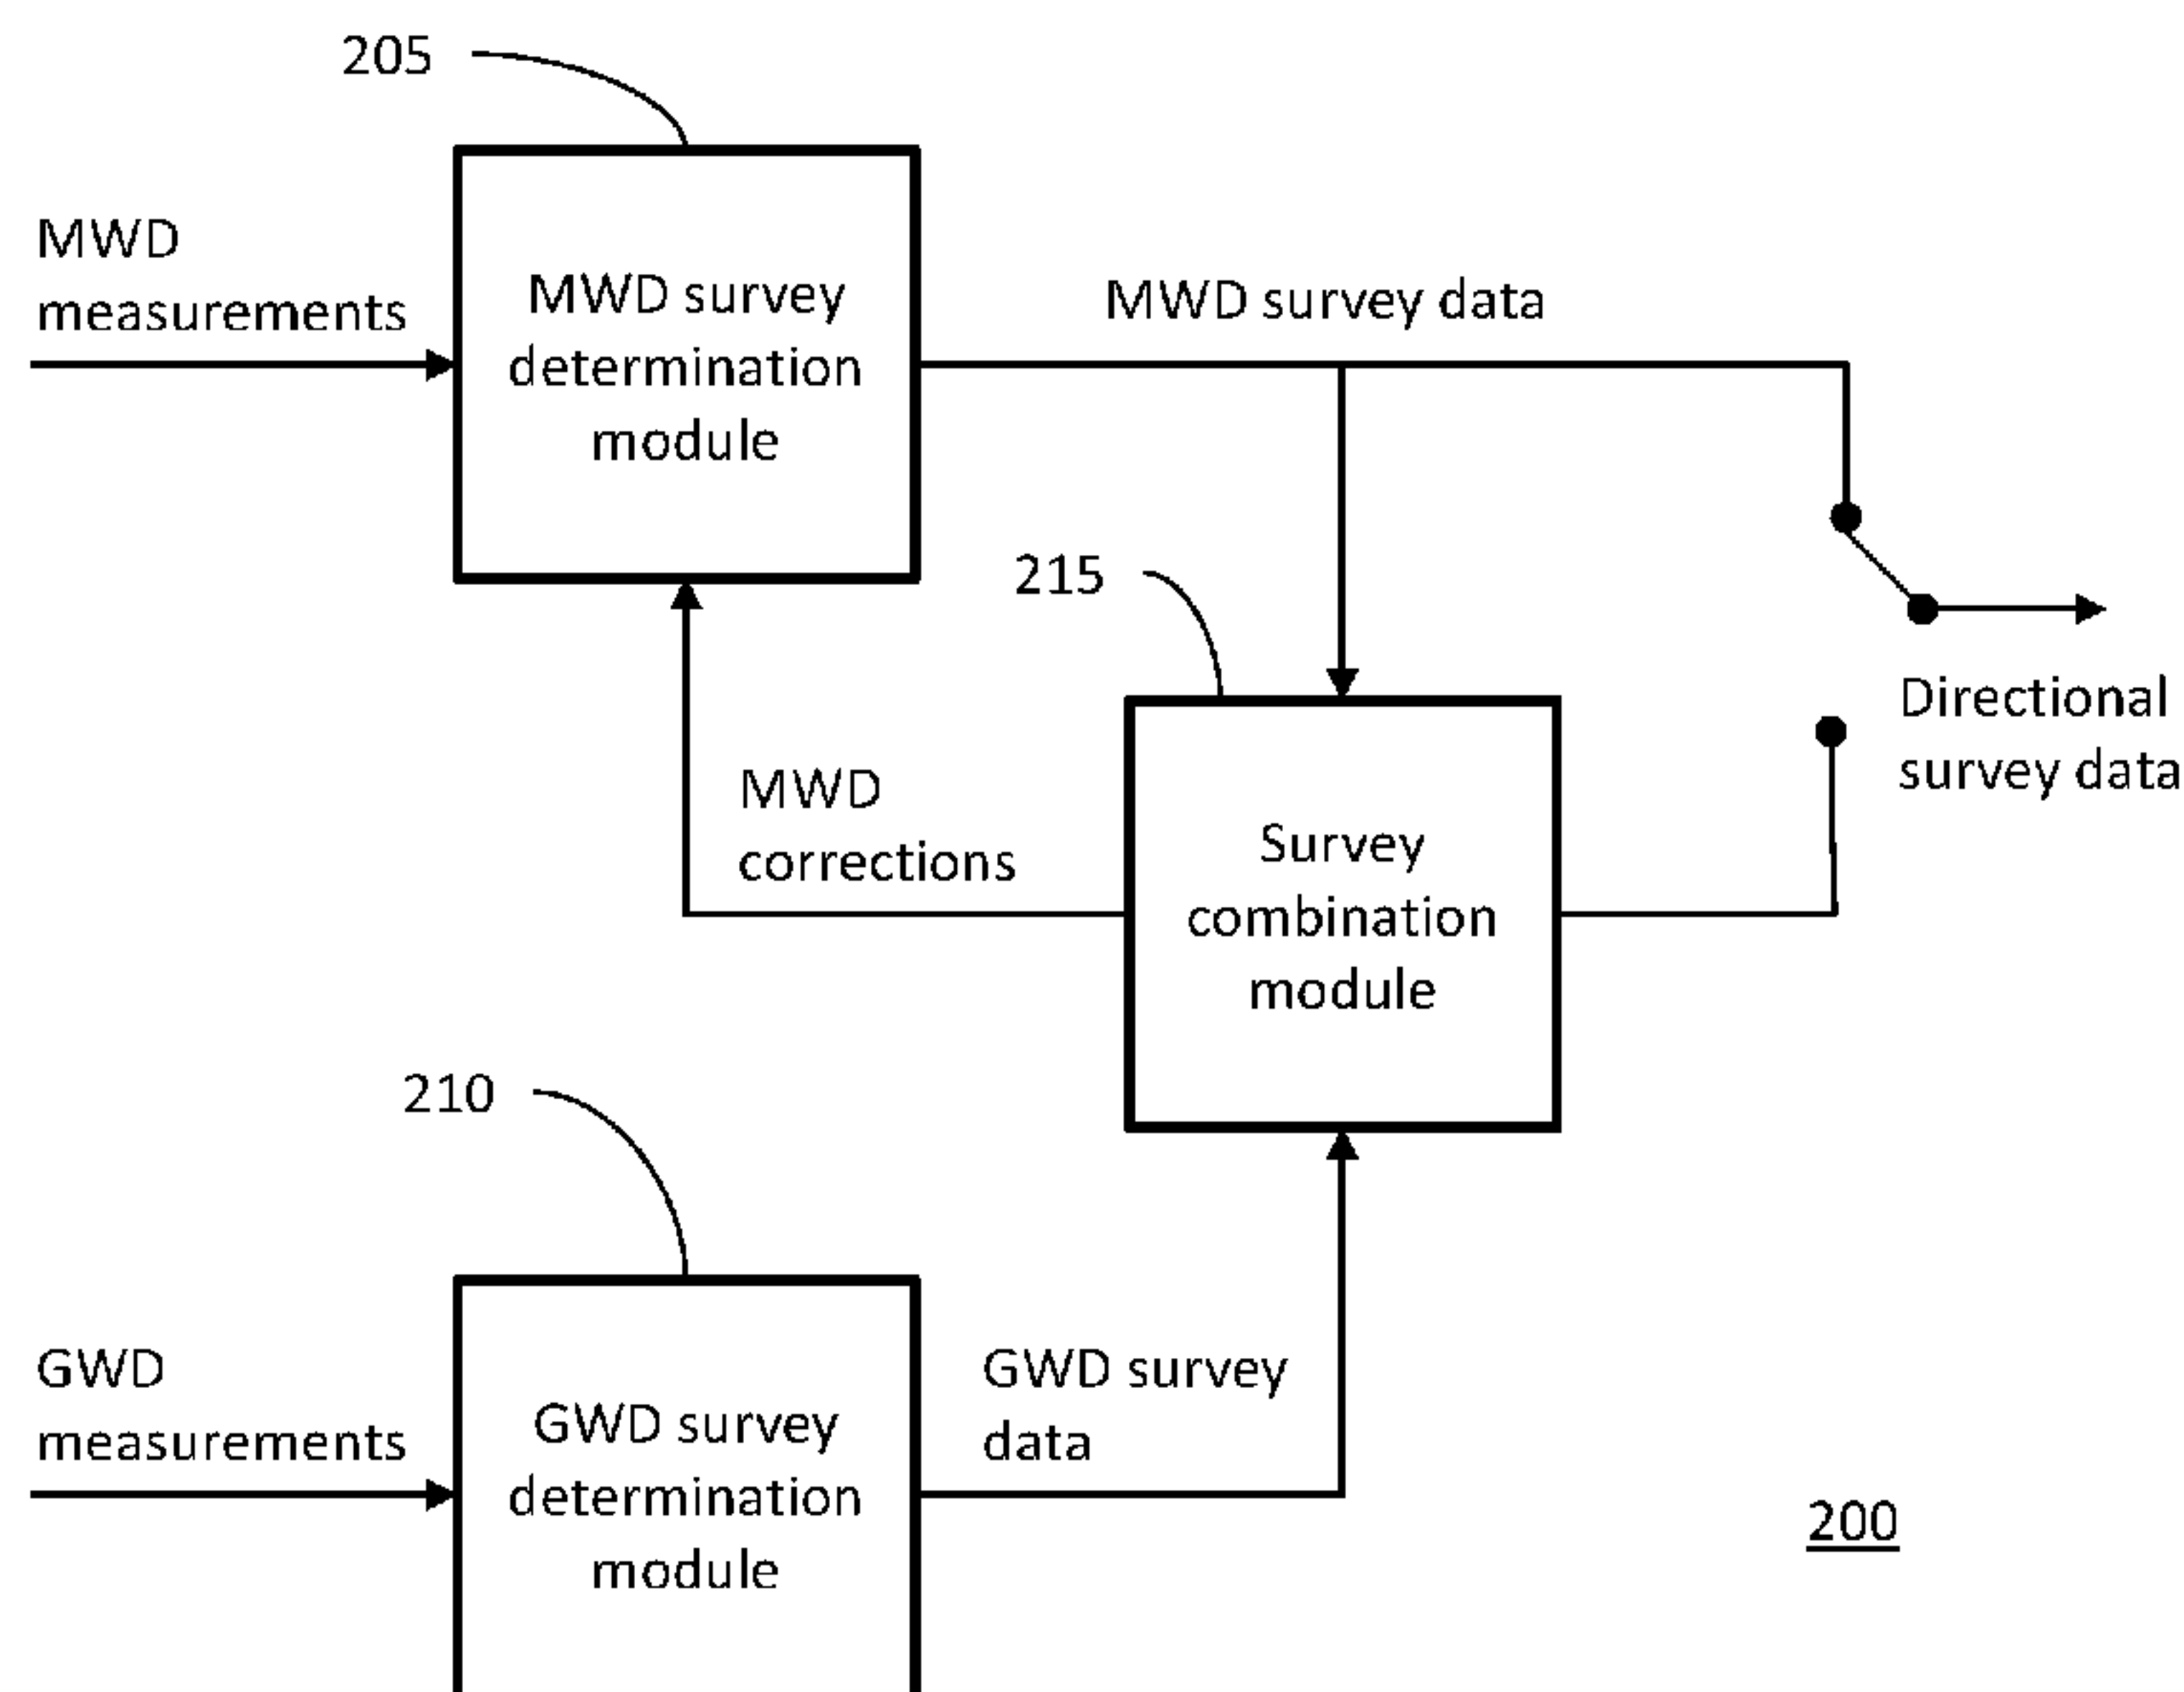 205
MWD
measurements
MWD survey
determination
module
MWD survey data
215
Directional
survey data
MWD
corrections
Survey
combination
module
210
GWD
measurements
GWD survey
determination
module
GWD survey
data
200